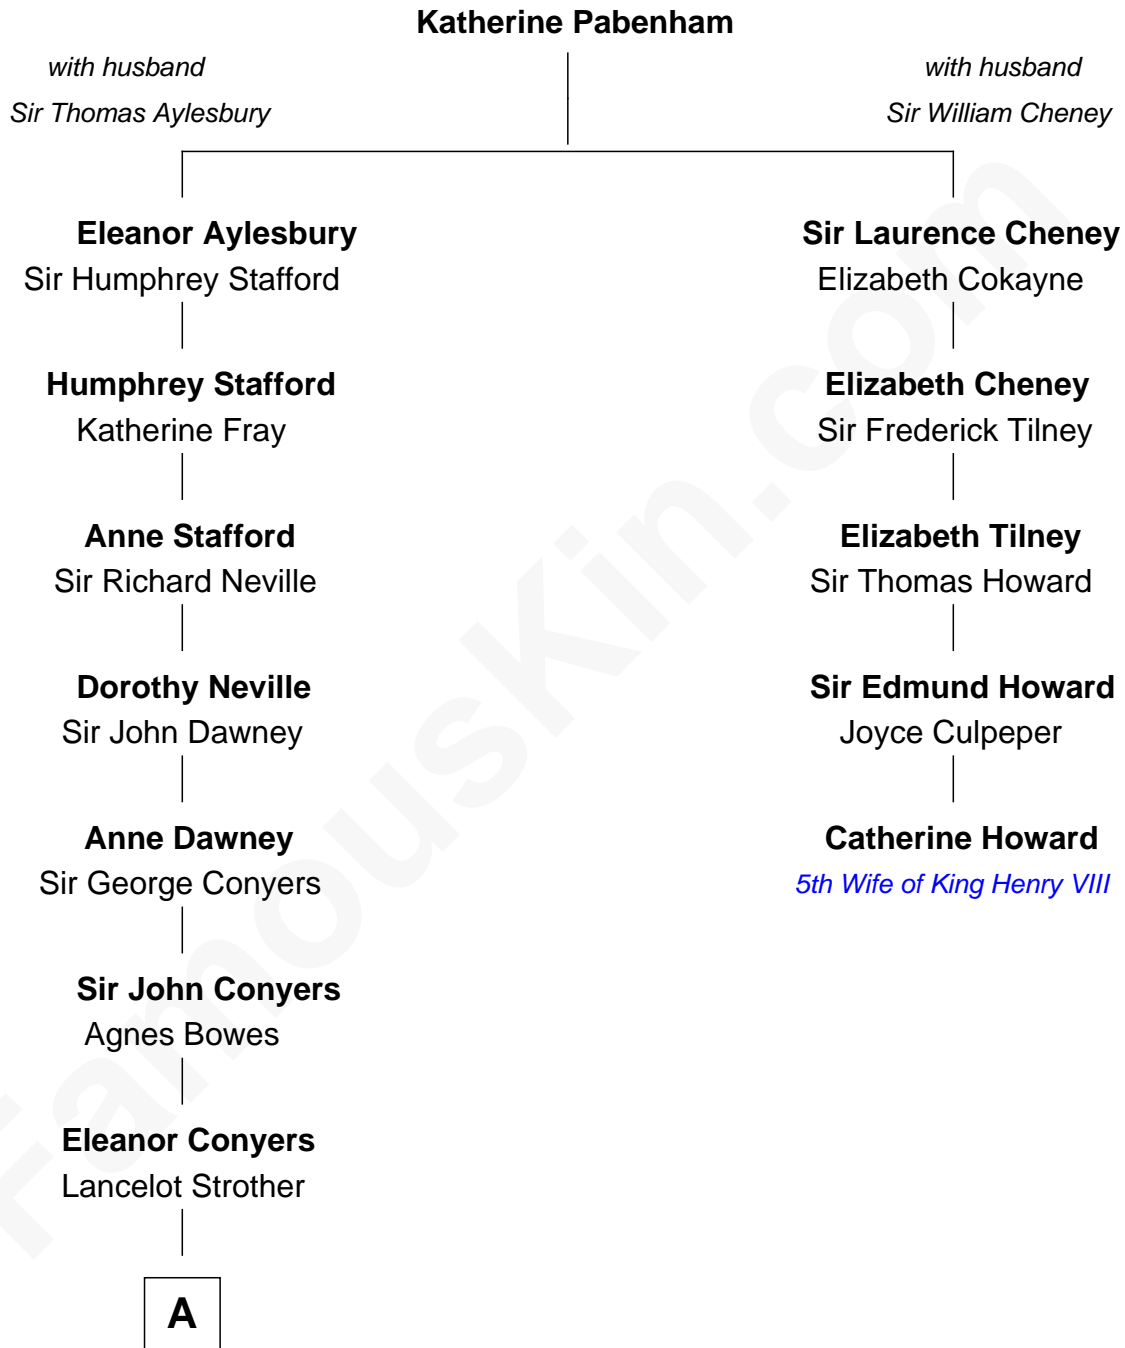 Katherine Pabenham
with husband
Sir Thomas Aylesbury
with husband
Sir William Cheney
Eleanor Aylesbury
Sir Humphrey Stafford
Sir Laurence Cheney
Elizabeth Cokayne
Humphrey Stafford
Katherine Fray
Elizabeth Cheney
Sir Frederick Tilney
Anne Stafford
Sir Richard Neville
Elizabeth Tilney
Sir Thomas Howard
Dorothy Neville
Sir John Dawney
Sir Edmund Howard
Joyce Culpeper
Anne Dawney
Sir George Conyers
Catherine Howard
5th Wife of King Henry VIII
Sir John Conyers
Agnes Bowes
Eleanor Conyers
Lancelot Strother
A
FamousKin.com